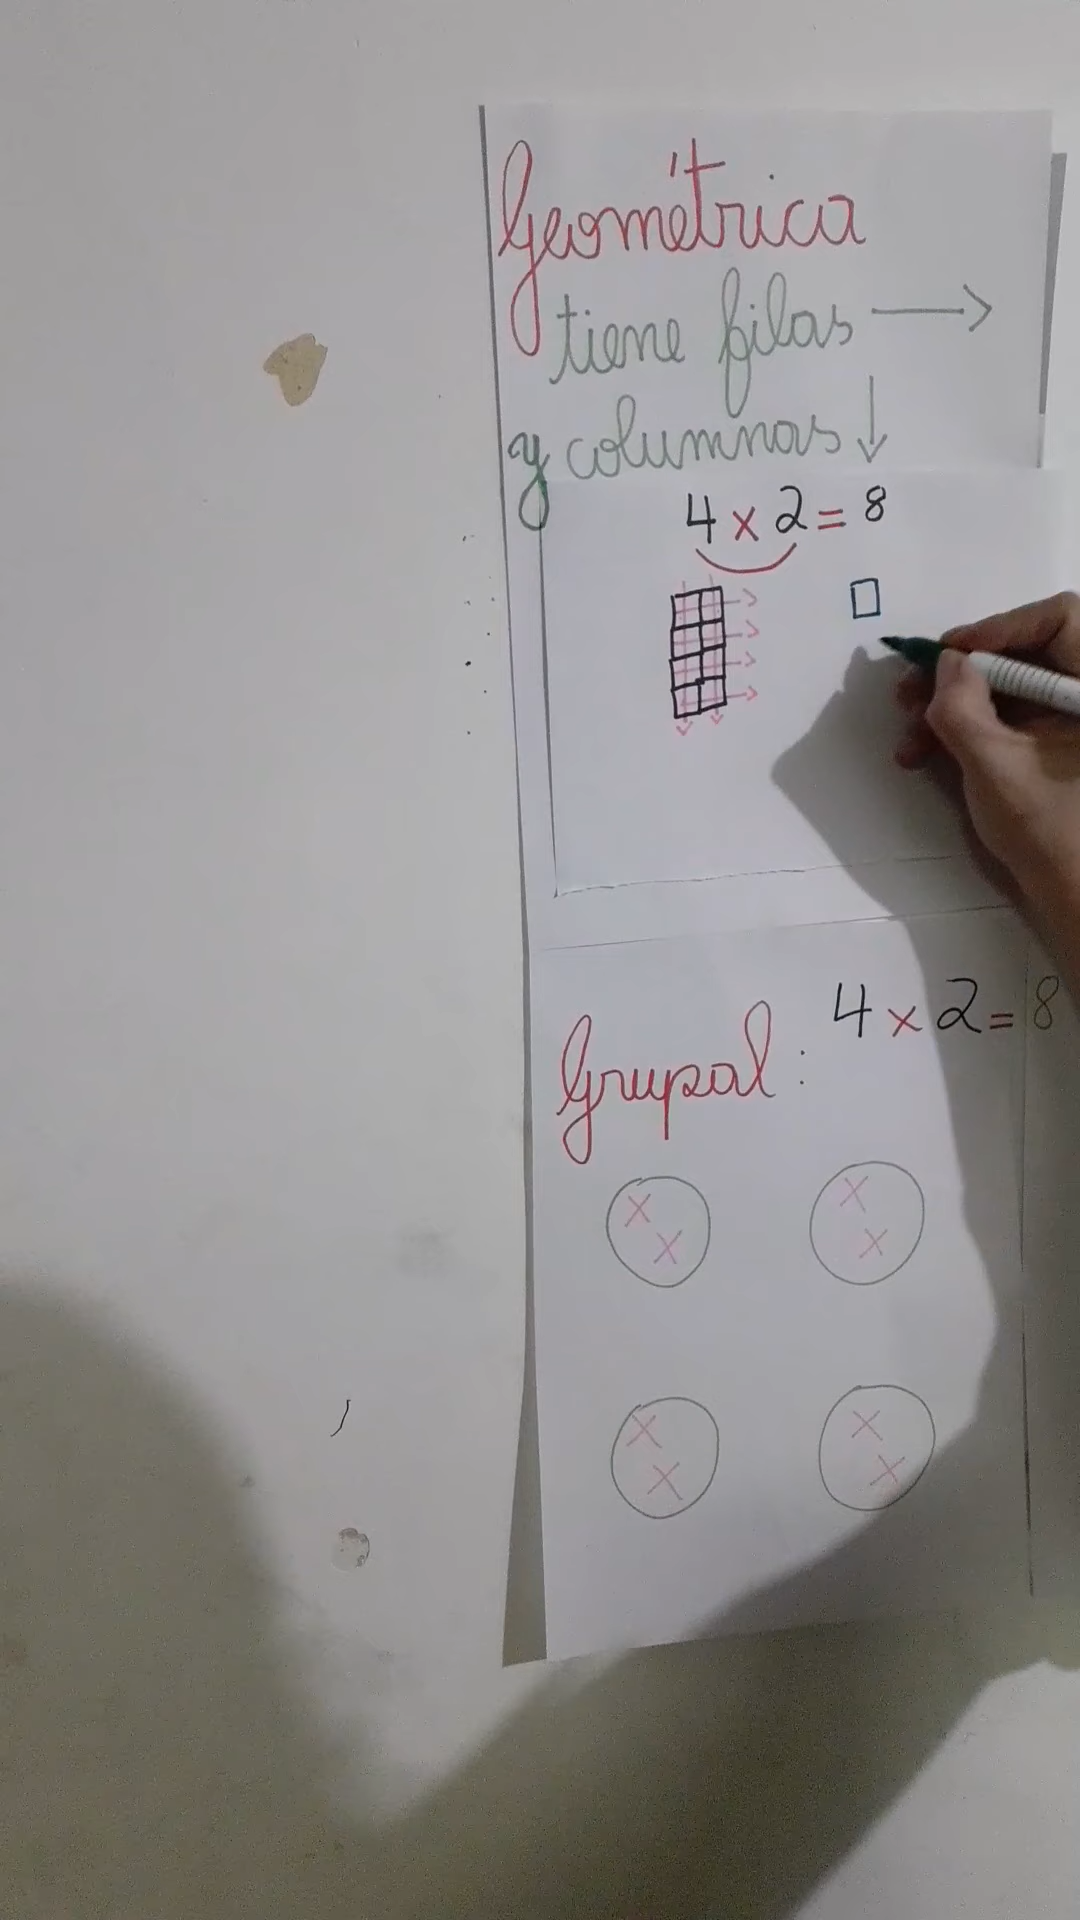 Geométrica
tiene filas →
y columnas ↓
4 x 2 = 8
Grupal: 4 x 2 = 8
x x
x x
x x
x x